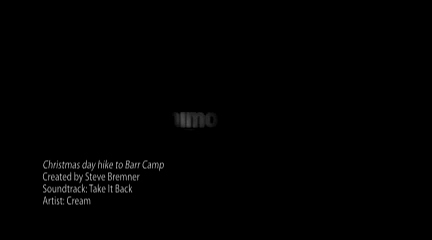 Christmas day hike to Barr Camp
Created by Steve Bremner
Soundtrack: Take It Back
Artist: Cream